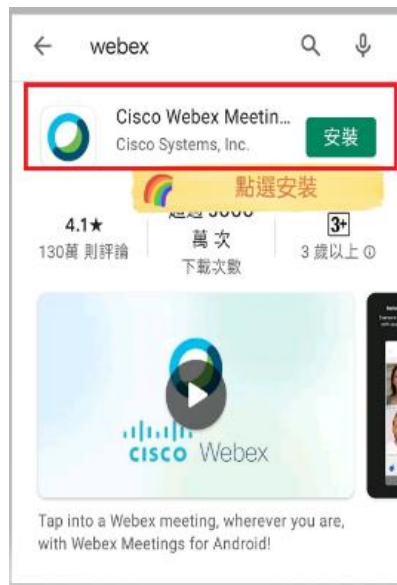 webex
Cisco Webex Meetin...
Cisco Systems, Inc.
安裝
點選安裝
4.1★
130萬 則評論
萬 次
下載次數
3+
3 歲以上
CISCO Webex
Tap into a Webex meeting, wherever you are,
with Webex Meetings for Android!